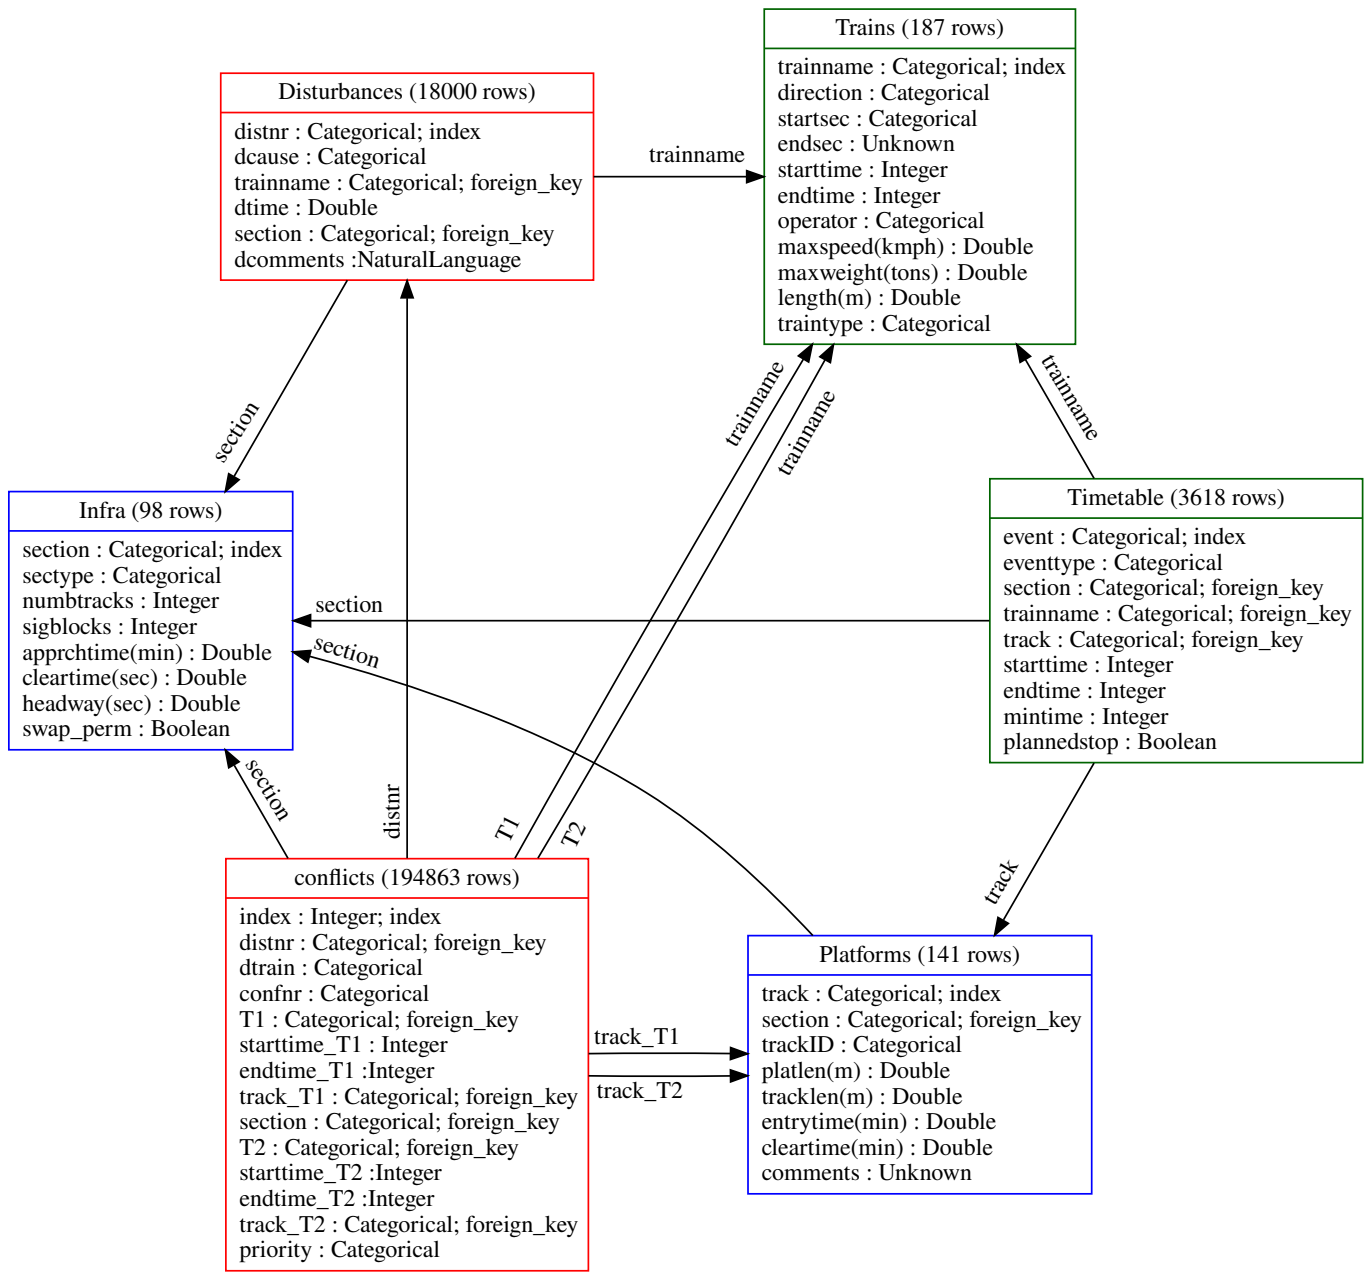 Trains (187 rows)
trainname : Categorical; index
direction : Categorical
startsec : Categorical
endsec : Unknown
starttime : Integer
endtime : Integer
operator : Categorical
maxspeed(kmph) : Double
maxweight(tons) : Double
length(m) : Double
traintype : Categorical
Disturbances (18000 rows)
distnr : Categorical; index
dcause : Categorical
trainname : Categorical; foreign_key
dtime : Double
section : Categorical; foreign_key
dcomments :NaturalLanguage
trainname
section
trainname
trainname
trainname
Infra (98 rows)
section : Categorical; index
sectype : Categorical
numbtracks : Integer
sigblocks : Integer
apprchtime(min) : Double
cleartime(sec) : Double
headway(sec) : Double
swap_perm : Boolean
Timetable (3618 rows)
event : Categorical; index
eventtype : Categorical
section : Categorical; foreign_key
trainname : Categorical; foreign_key
track : Categorical; foreign_key
starttime : Integer
endtime : Integer
mintime : Integer
plannedstop : Boolean
section
section
section
distnr
T1
T2
track
conflicts (194863 rows)
index : Integer; index
distnr : Categorical; foreign_key
dtrain : Categorical
confnr : Categorical
T1 : Categorical; foreign_key
starttime_T1 : Integer
endtime_T1 :Integer
track_T1 : Categorical; foreign_key
section : Categorical; foreign_key
T2 : Categorical; foreign_key
starttime_T2 :Integer
endtime_T2 :Integer
track_T2 : Categorical; foreign_key
priority : Categorical
track_T1
track_T2
Platforms (141 rows)
track : Categorical; index
section : Categorical; foreign_key
trackID : Categorical
platlen(m) : Double
tracklen(m) : Double
entrytime(min) : Double
cleartime(min) : Double
comments : Unknown